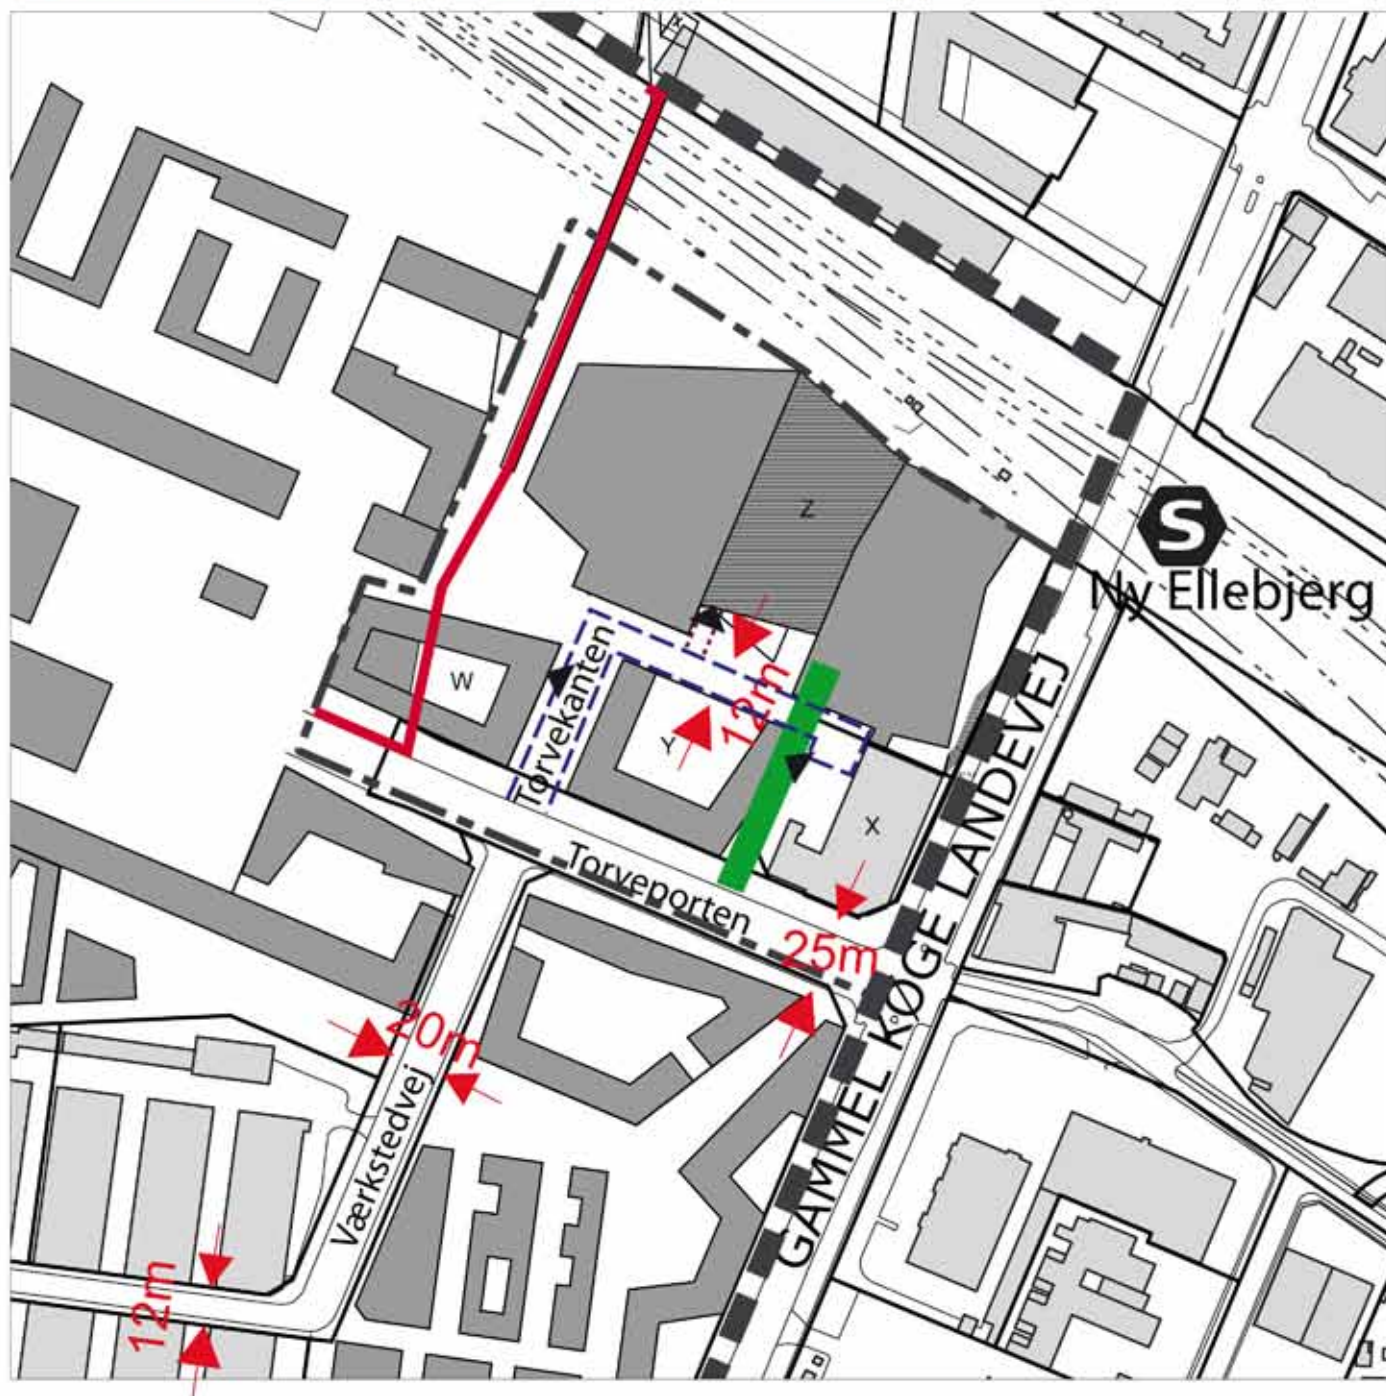 Z
S
Ny Ellebjerg
W
Torvekanten
12m
Y
X
GAMMEL KØGE LANDEVEJ
Torveporten
25m
20m
Værkstedvej
12m